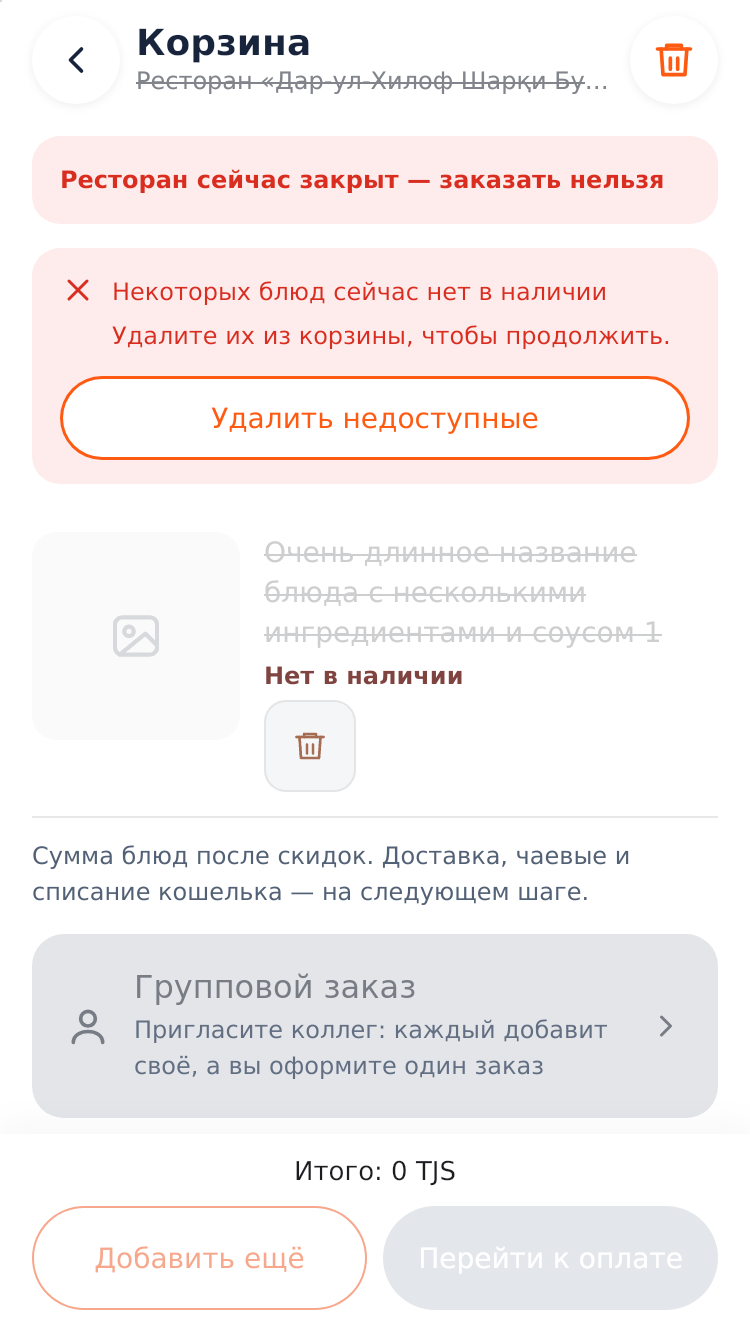 Корзина
Ресторан «Дар-ул-Хилоф Шарқи Бу...
Ресторан сейчас закрыт — заказать нельзя
Некоторых блюд сейчас нет в наличии
Удалите их из корзины, чтобы продолжить.
Удалить недоступные
Очень длинное название
блюда с несколькими
ингредиентами и соусом 1
Нет в наличии
Сумма блюд после скидок. Доставка, чаевые и
списание кошелька — на следующем шаге.
Групповой заказ
Пригласите коллег: каждый добавит
своё, а вы оформите один заказ
Итого: 0 TJS
Добавить ещё
Перейти к оплате